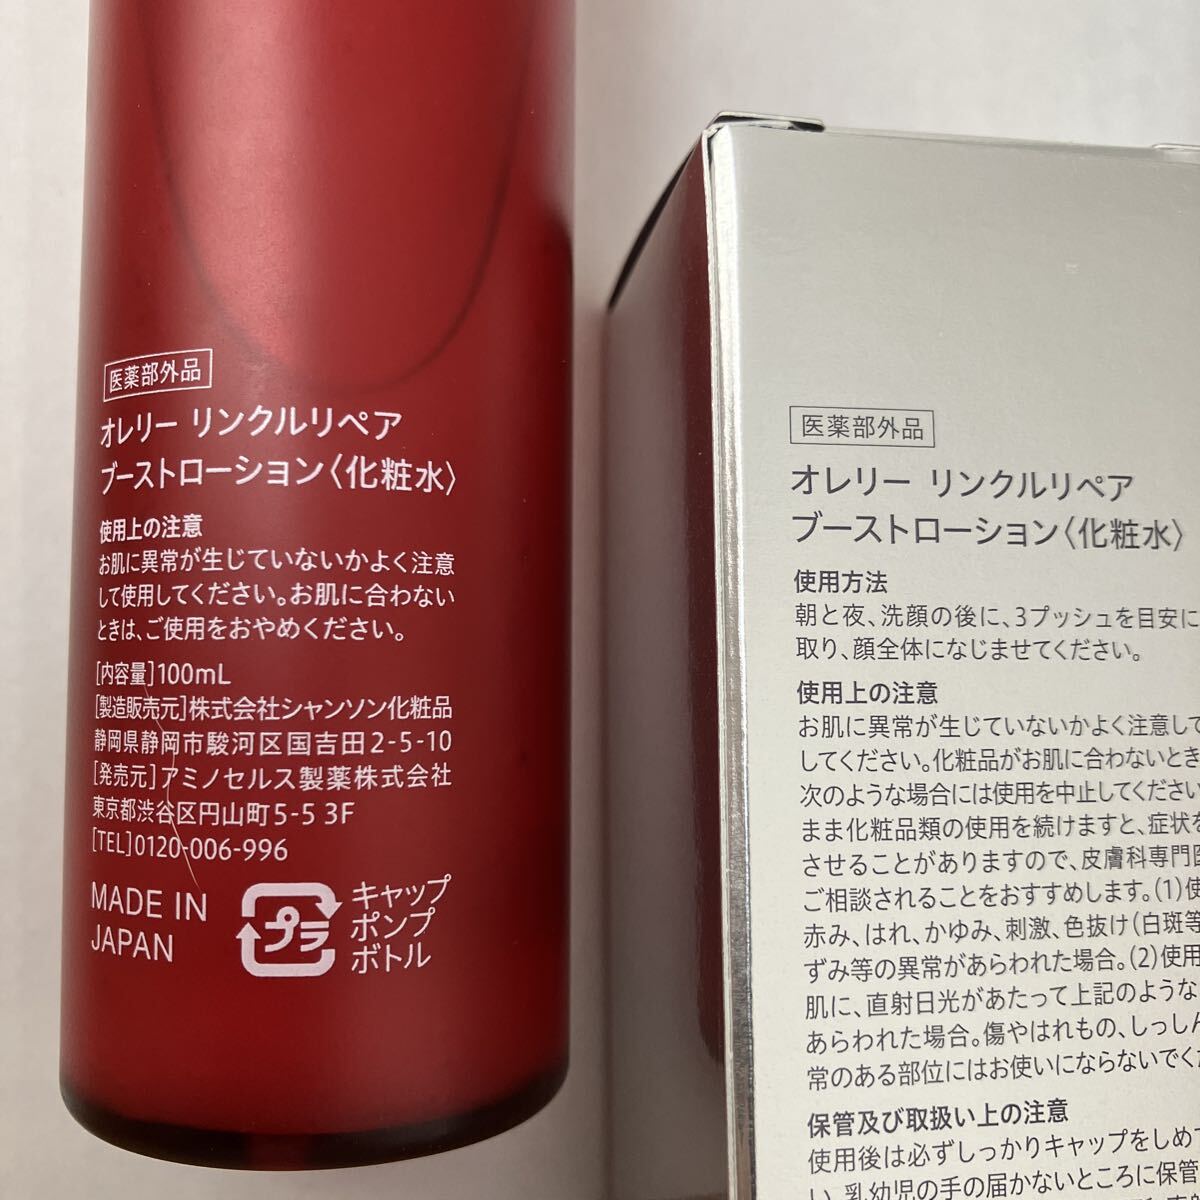 医薬部外品
オレリー リンクルリペア
ブーストローション〈化粧水〉
使用上の注意
お肌に異常が生じていないかよく注意
して使用してください。お肌に合わない
ときは、ご使用をおやめください。
[内容量]100mL
[製造販売元]株式会社シャンソン化粧品
静岡県静岡市駿河区国吉田2-5-10
[発売元]アミノセルス製薬株式会社
東京都渋谷区円山町5-5 3F
[TEL]0120-006-996
MADE IN
JAPAN
プラ
キャップ
ポンプ
ボトル
医薬部外品
オレリー リンクルリペア
ブーストローション〈化粧水〉
使用方法
朝と夜、洗顔の後に、3プッシュを目安に
取り、顔全体になじませてください。
使用上の注意
お肌に異常が生じていないかよく注意して
してください。化粧品がお肌に合わないとき
次のような場合には使用を中止してください
まま化粧品類の使用を続けますと、症状を
させることがありますので、皮膚科専門医
ご相談されることをおすすめします。(1)使
赤み、はれ、かゆみ、刺激、色抜け(白斑等
ずみ等の異常があらわれた場合。(2)使用
肌に、直射日光があたって上記のような
あらわれた場合。傷やはれもの、しっしん
常のある部位にはお使いにならないでくだ
保管及び取扱い上の注意
使用後は必ずしっかりキャップをしめて
い。乳幼児の手の届かないところに保管